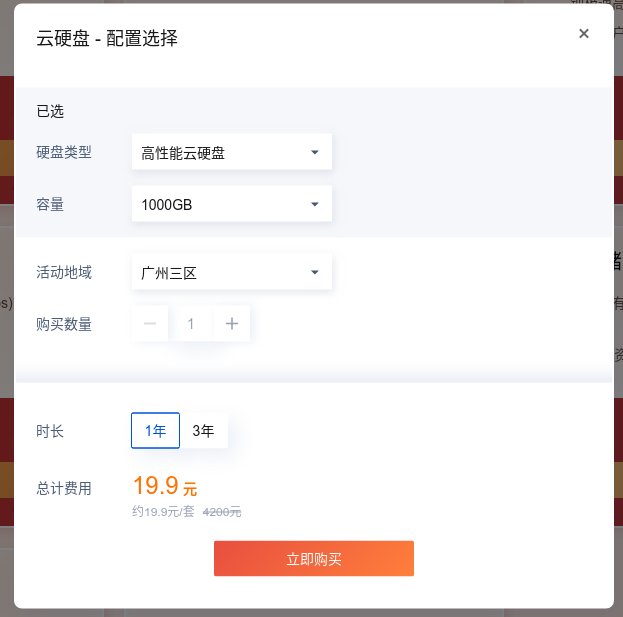 云硬盘 - 配置选择
×
已选
硬盘类型 高性能云硬盘
容量 1000GB
活动地域 广州三区
购买数量 － 1 ＋
时长 1年 3年
总计费用 19.9 元
约19.9元/套 4200元
立即购买